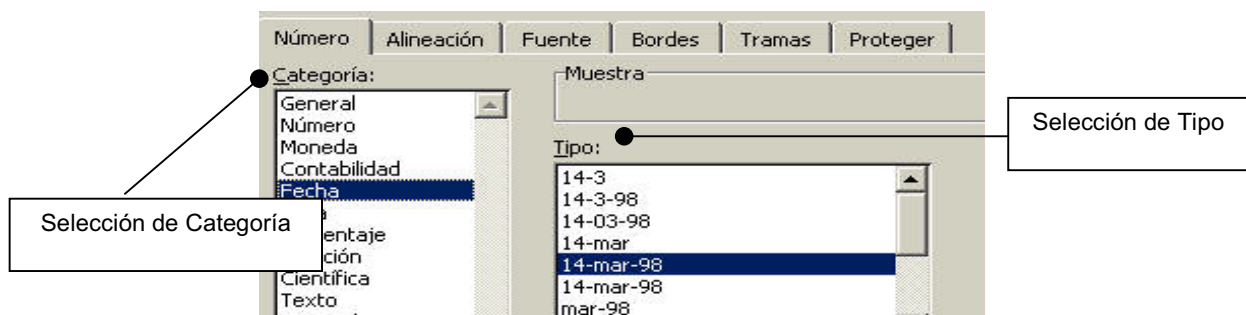 Número Alineación Fuente Bordes Tramas Proteger
Categoría:
General
Número
Moneda
Contabilidad
Fecha
Científica
Texto
Muestra
Tipo:
14-3
14-3-98
14-03-98
14-mar
14-mar-98
14-mar-98
mar-98
Selección de Categoría
Selección de Tipo